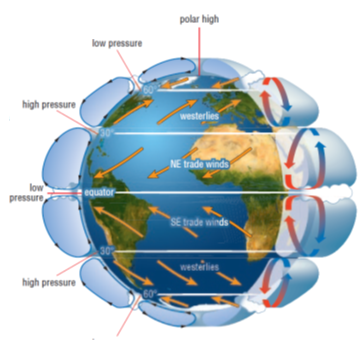 polar high
low pressure
60°
high pressure
westerlies
30°
NE trade winds
low
pressure
equator
SE trade winds
30°
westerlies
high pressure
60°